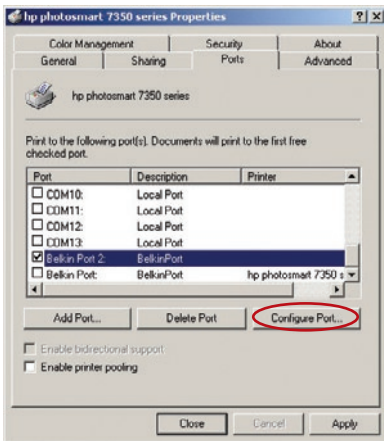 hp photosmart 7350 series Properties
Color Management Security About
General Sharing Ports Advanced
hp photosmart 7350 series
Print to the following port(s). Documents will print to the first free
checked port.
Port Description Printer
COM10: Local Port
COM11: Local Port
COM12: Local Port
COM13: Local Port
Belkin Port 2: BelkinPort
Belkin Port: BelkinPort hp photosmart 7350 s
Add Port... Delete Port Configure Port...
Enable bidirectional support
Enable printer pooling
Close Cancel Apply